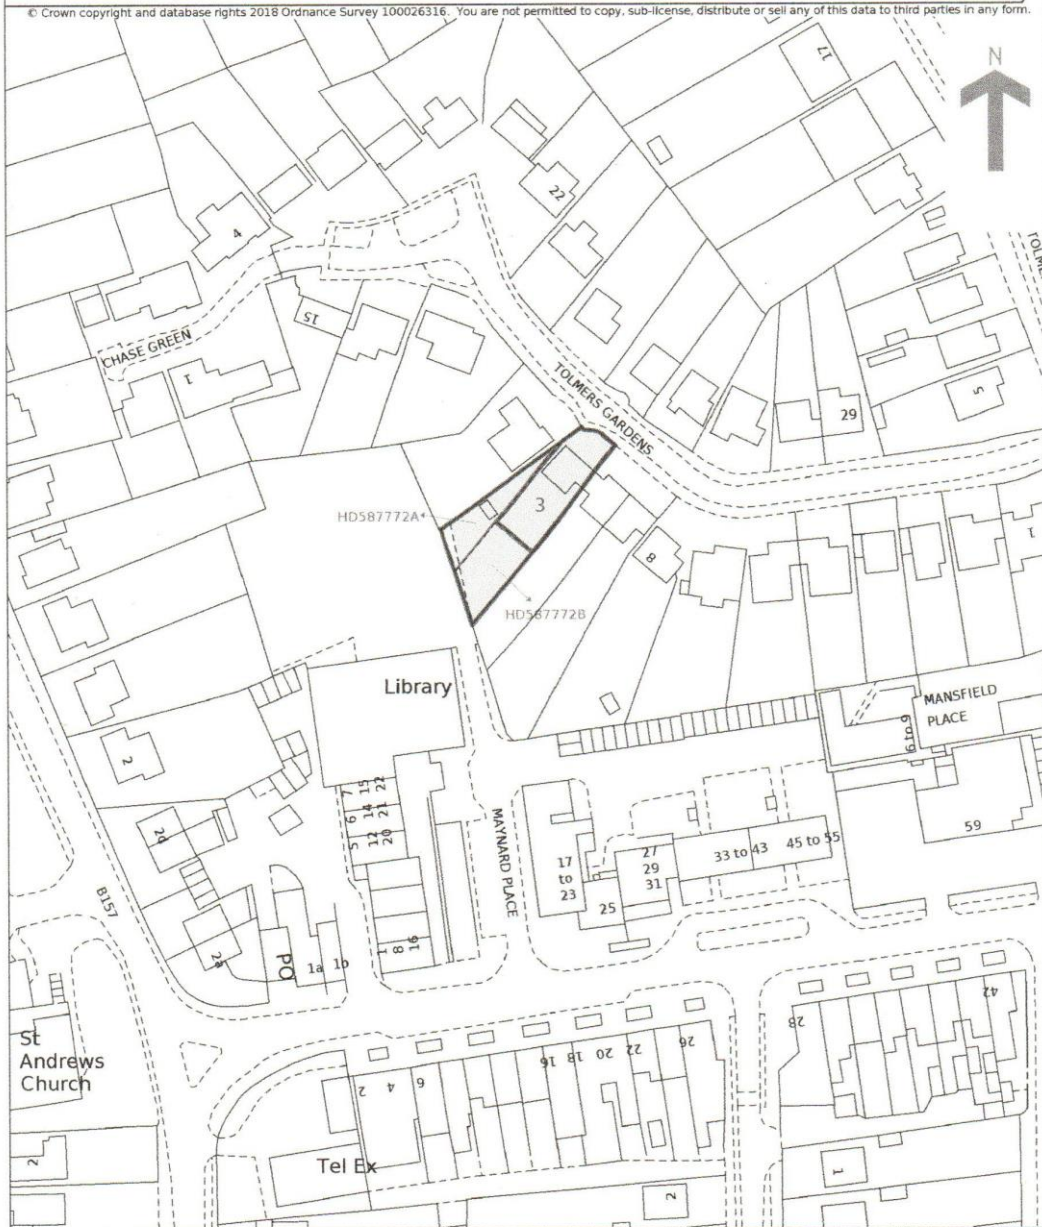 © Crown copyright and database rights 2018 Ordnance Survey 100026316. You are not permitted to copy, sub-license, distribute or sell any of this data to third parties in any form.
17
N
22
4
15
CHASE GREEN
1
TOLMERS GARDENS
29
5
3
HD587772A
8
1
HD587772B
Library
MANSFIELD
PLACE
6 to 9
2
7 15 22
6 14 21
5 12 20
2d
MAYNARD PLACE
59
17
to
23
27
29
31
33 to 43
45 to 55
25
B157
2a
PO
1a
1b
1 8 16
28
42
St
Andrews
Church
2
4
6
16
18
20
22
26
Tel Ex
2
1
2